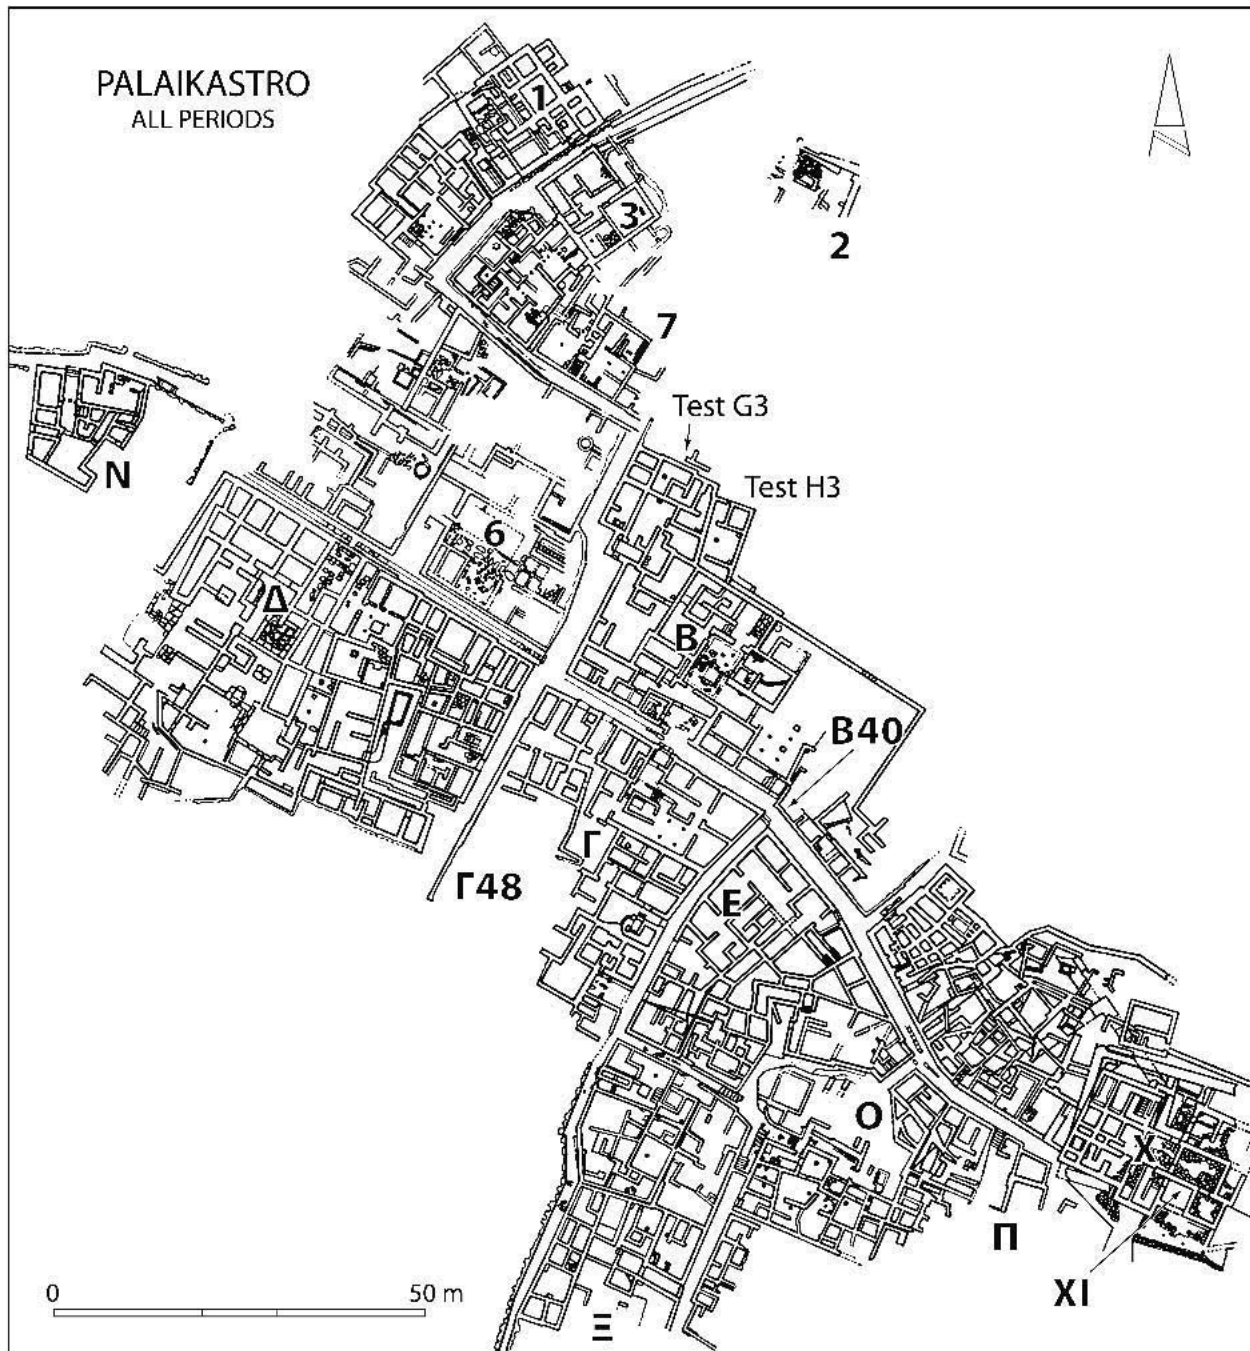 PALAIKASTRO
ALL PERIODS
1
3
2
7
Test G3
N
Test H3
6
Δ
B
B40
Γ
Γ48
E
O
X
Π
XI
0
50 m
Ξ